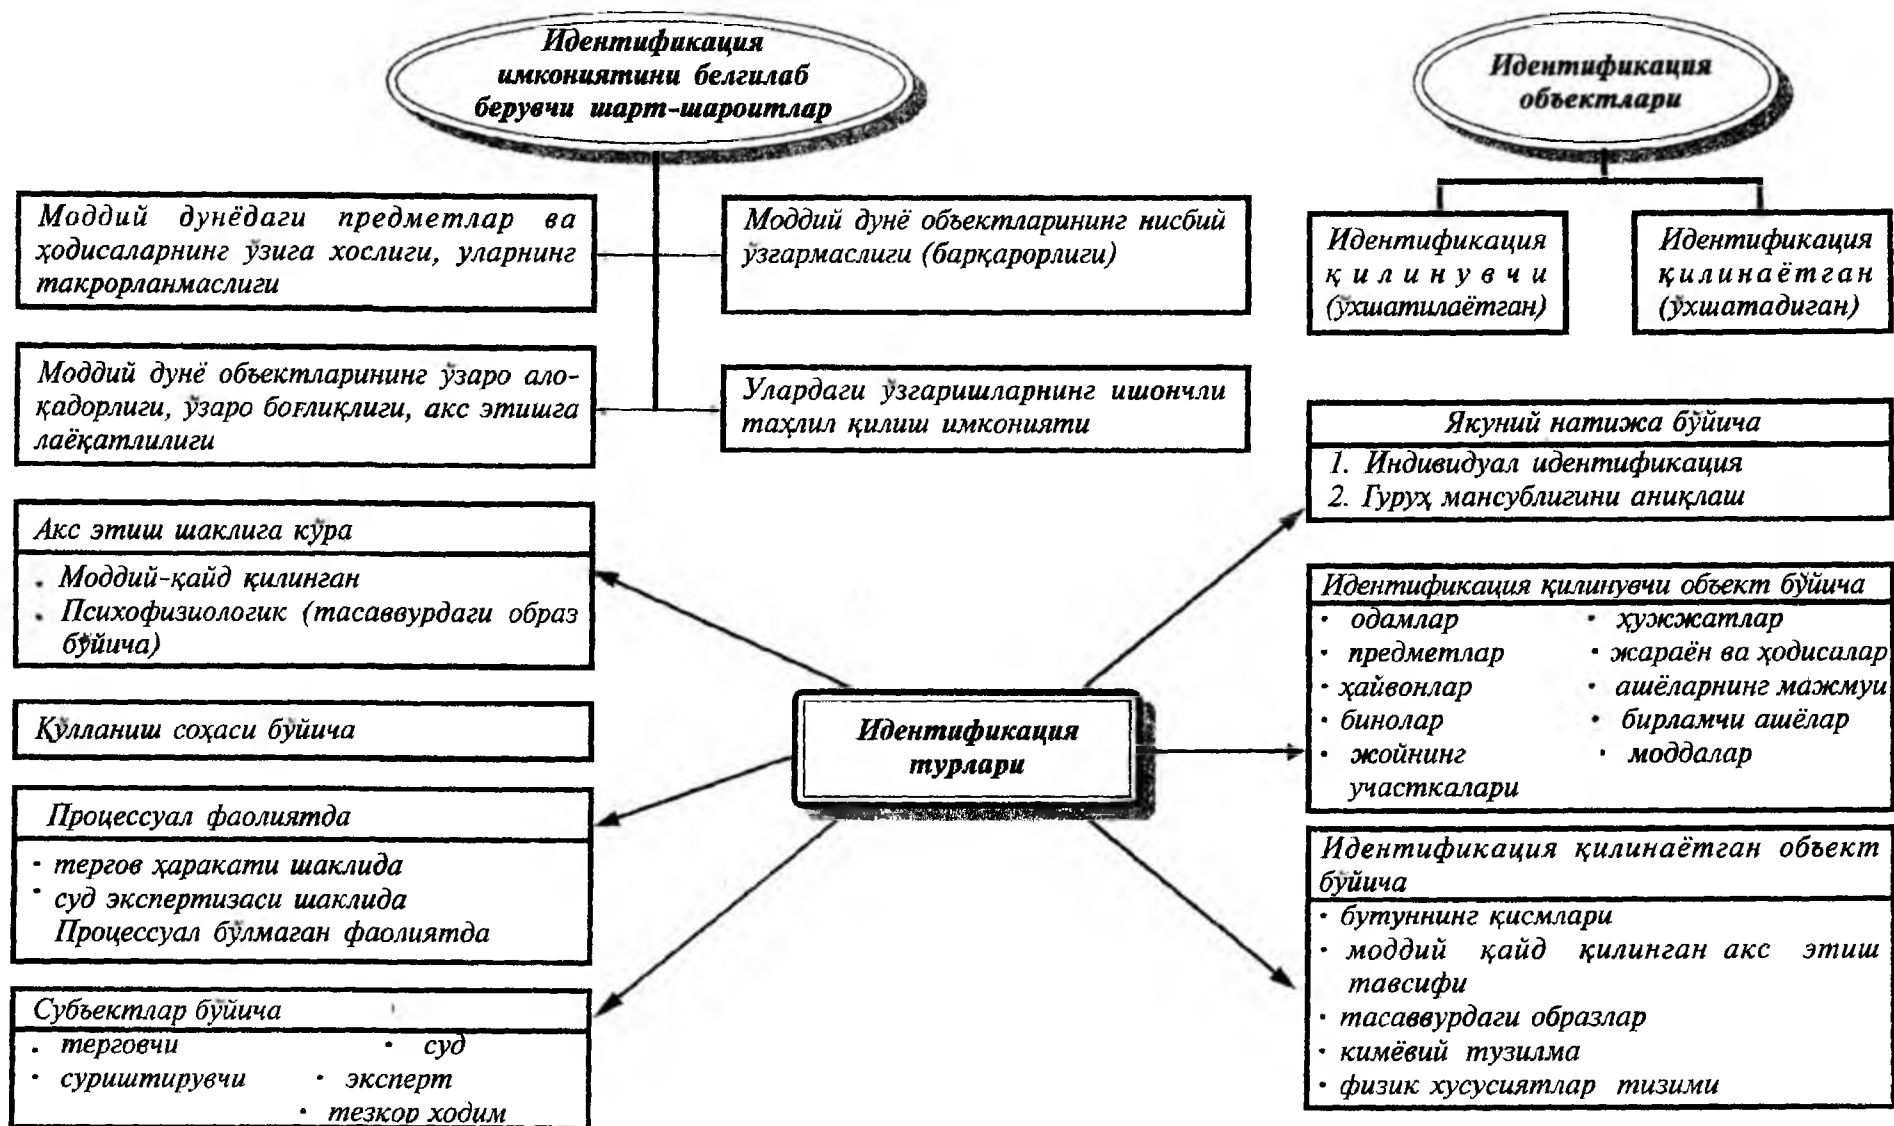 Идентификация
имкониятини белгилаб
берувчи шарт-шароитлар
Моддий дунёдаги предметлар ва
ҳодисаларнинг ўзига хослиги, уларнинг
такрорланмаслиги
Моддий дунё объектларининг нисбий
ўзгармаслиги (барқарорлиги)
Моддий дунё объектларининг ўзаро ало-
қадорлиги, ўзаро боғлиқлиги, акс этишга
лаёқатлилиги
Улардаги ўзгаришларнинг ишончли
таҳлил қилиш имконияти
Идентификация
объектлари
Идентификация
қилинувчи
(ўхшатилаётган)
Идентификация
қилинаётган
(ўхшатадиган)
Идентификация
турлари
Акс этиш шаклига кўра
. Моддий-қайд қилинган
. Психофизиологик (тасаввурдаги образ
бўйича)
Қўлланиш соҳаси бўйича
Процессуал фаолиятда
· тергов ҳаракати шаклида
· суд экспертизаси шаклида
Процессуал бўлмаган фаолиятда
Субъектлар бўйича
. терговчи · суд
· суриштирувчи · эксперт
· тезкор ходим
Якуний натижа бўйича
1. Индивидуал идентификация
2. Гуруҳ мансублигини аниқлаш
Идентификация қилинувчи объект бўйича
· одамлар · ҳужжатлар
· предметлар · жараён ва ҳодисалар
· ҳайвонлар · ашёларнинг мажмуи
· бинолар · бирламчи ашёлар
· жойнинг · моддалар
участкалари
Идентификация қилинаётган объект
бўйича
· бутуннинг қисмлари
· моддий қайд қилинган акс этиш
тавсифи
· тасаввурдаги образлар
· кимёвий тузилма
· физик хусусиятлар тизими